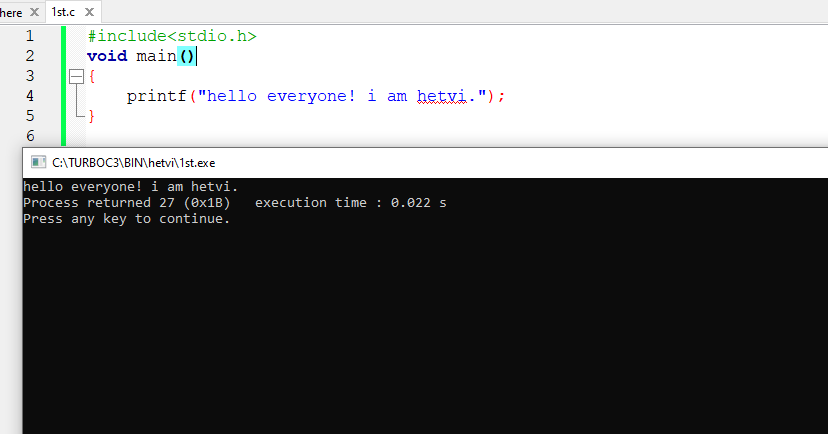 here X 1st.c X
1 #include<stdio.h>
2 void main()
3 {
4 printf("hello everyone! i am hetvi.");
5 }
6
C:\TURBOC3\BIN\hetvi\1st.exe
hello everyone! i am hetvi.
Process returned 27 (0x1B)   execution time : 0.022 s
Press any key to continue.